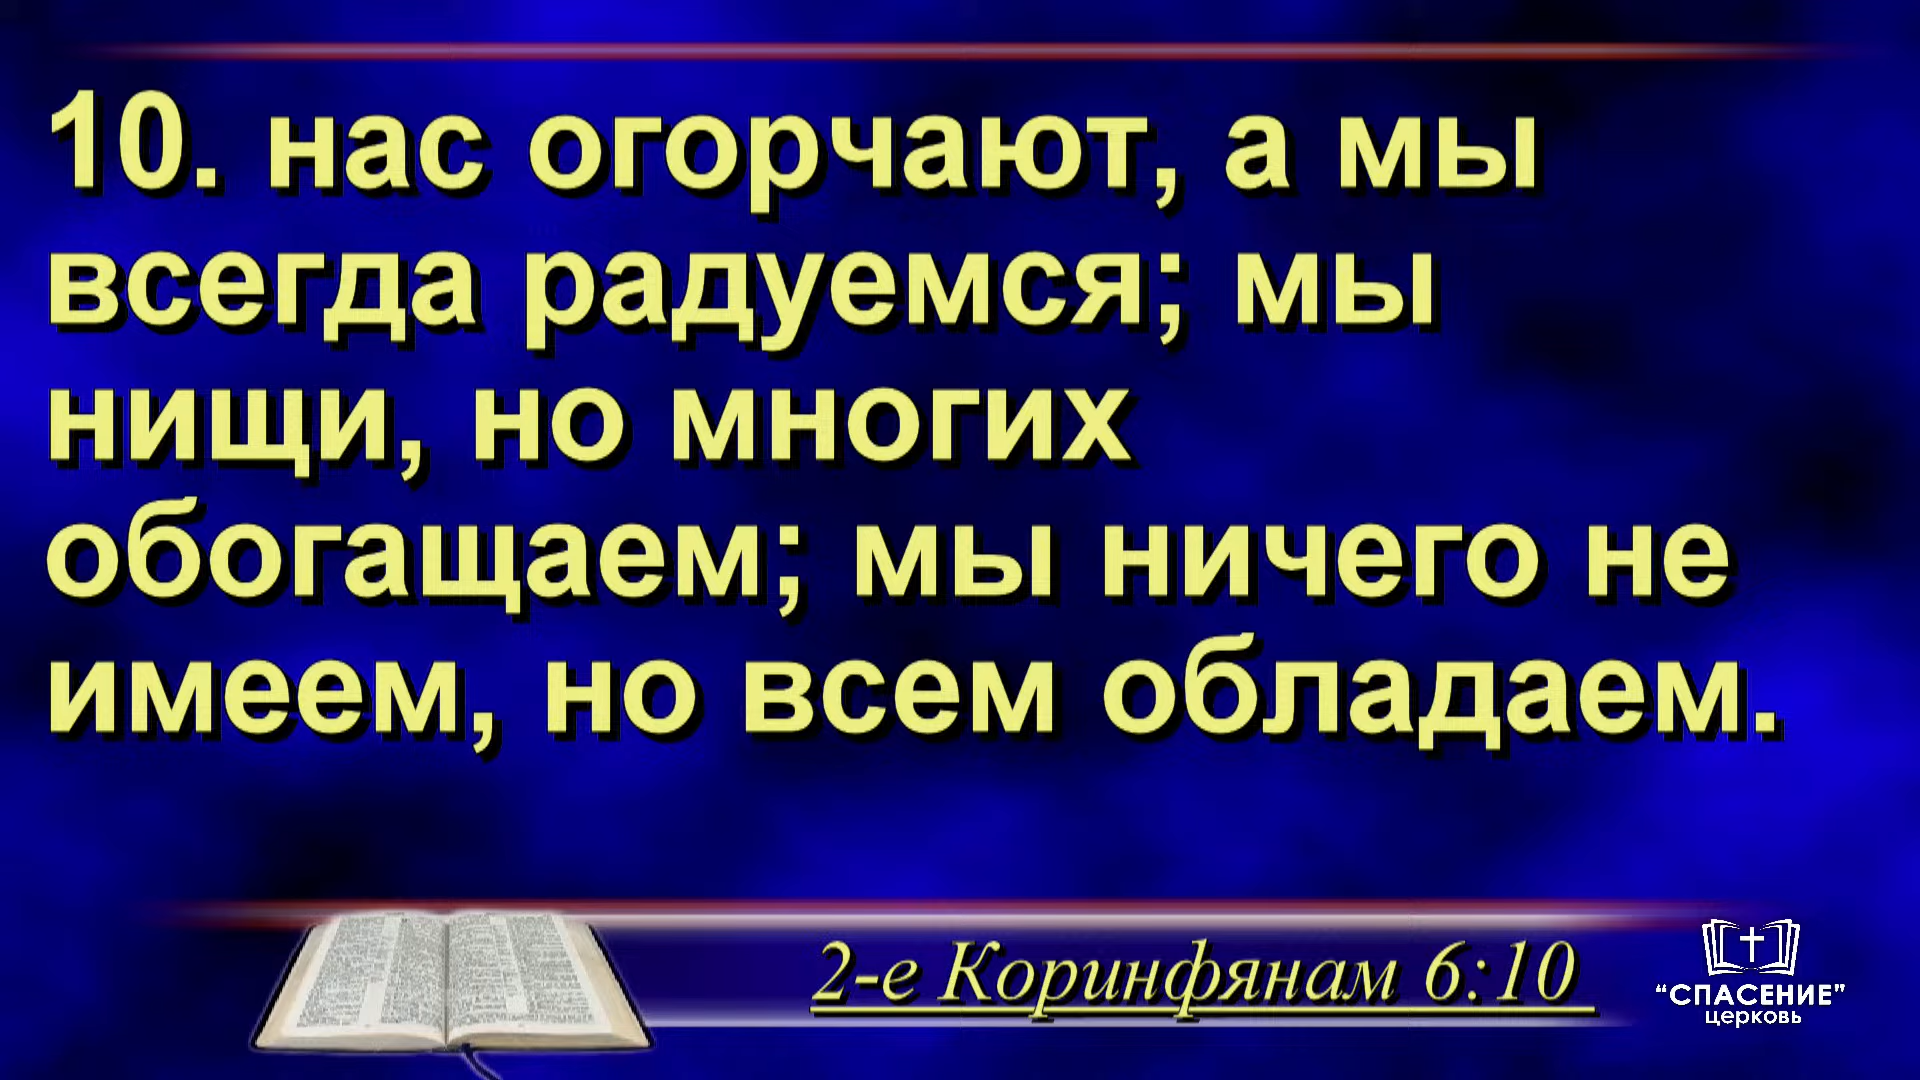 10. нас огорчают, а мы
всегда радуемся; мы
нищи, но многих
обогащаем; мы ничего не
имеем, но всем обладаем.
2-е Коринфянам 6:10
“СПАСЕНИЕ”
церковь